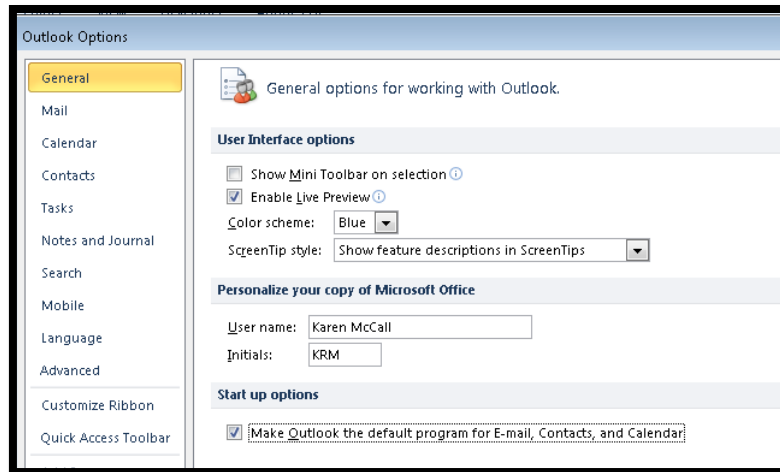 Outlook Options
General
Mail
Calendar
Contacts
Tasks
Notes and Journal
Search
Mobile
Language
Advanced
Customize Ribbon
Quick Access Toolbar
General options for working with Outlook.
User Interface options
Show Mini Toolbar on selection
Enable Live Preview
Color scheme: Blue
ScreenTip style: Show feature descriptions in ScreenTips
Personalize your copy of Microsoft Office
User name: Karen McCall
Initials: KRM
Start up options
Make Outlook the default program for E-mail, Contacts, and Calendar